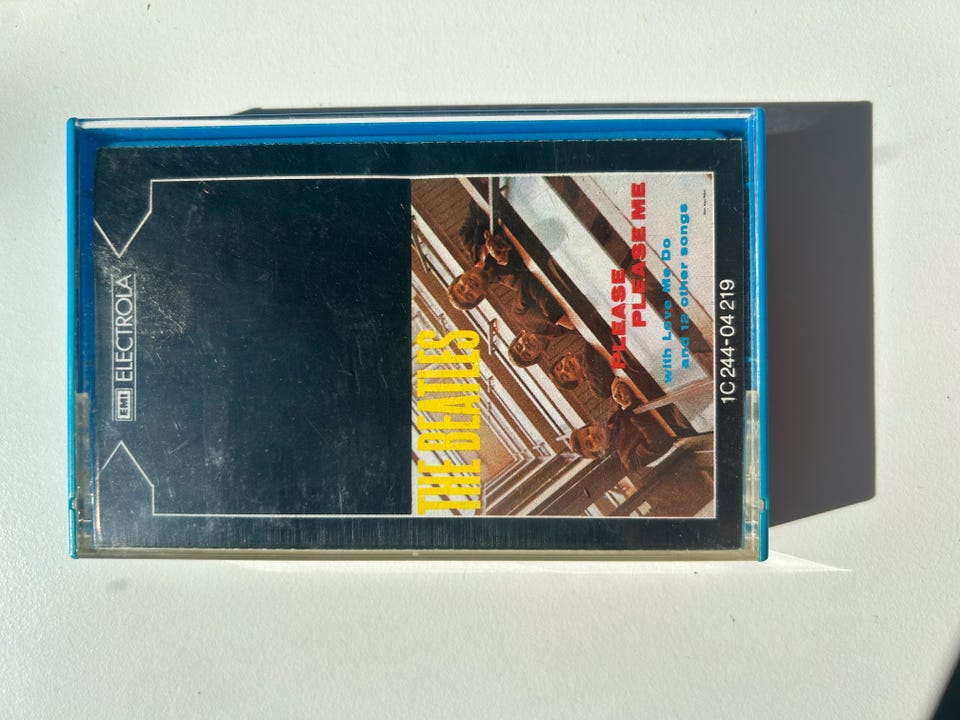 EMI ELECTROLA
THE BEATLES
PLEASE
PLEASE ME
with Love Me Do
and 12 other songs
1C 244-04 219